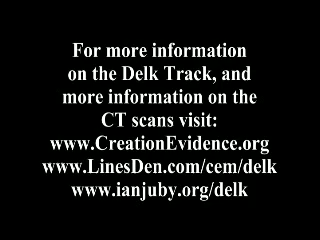 For more information
on the Delk Track, and
more information on the
CT scans visit:
www.CreationEvidence.org
www.LinesDen.com/cem/delk
www.ianjuby.org/delk